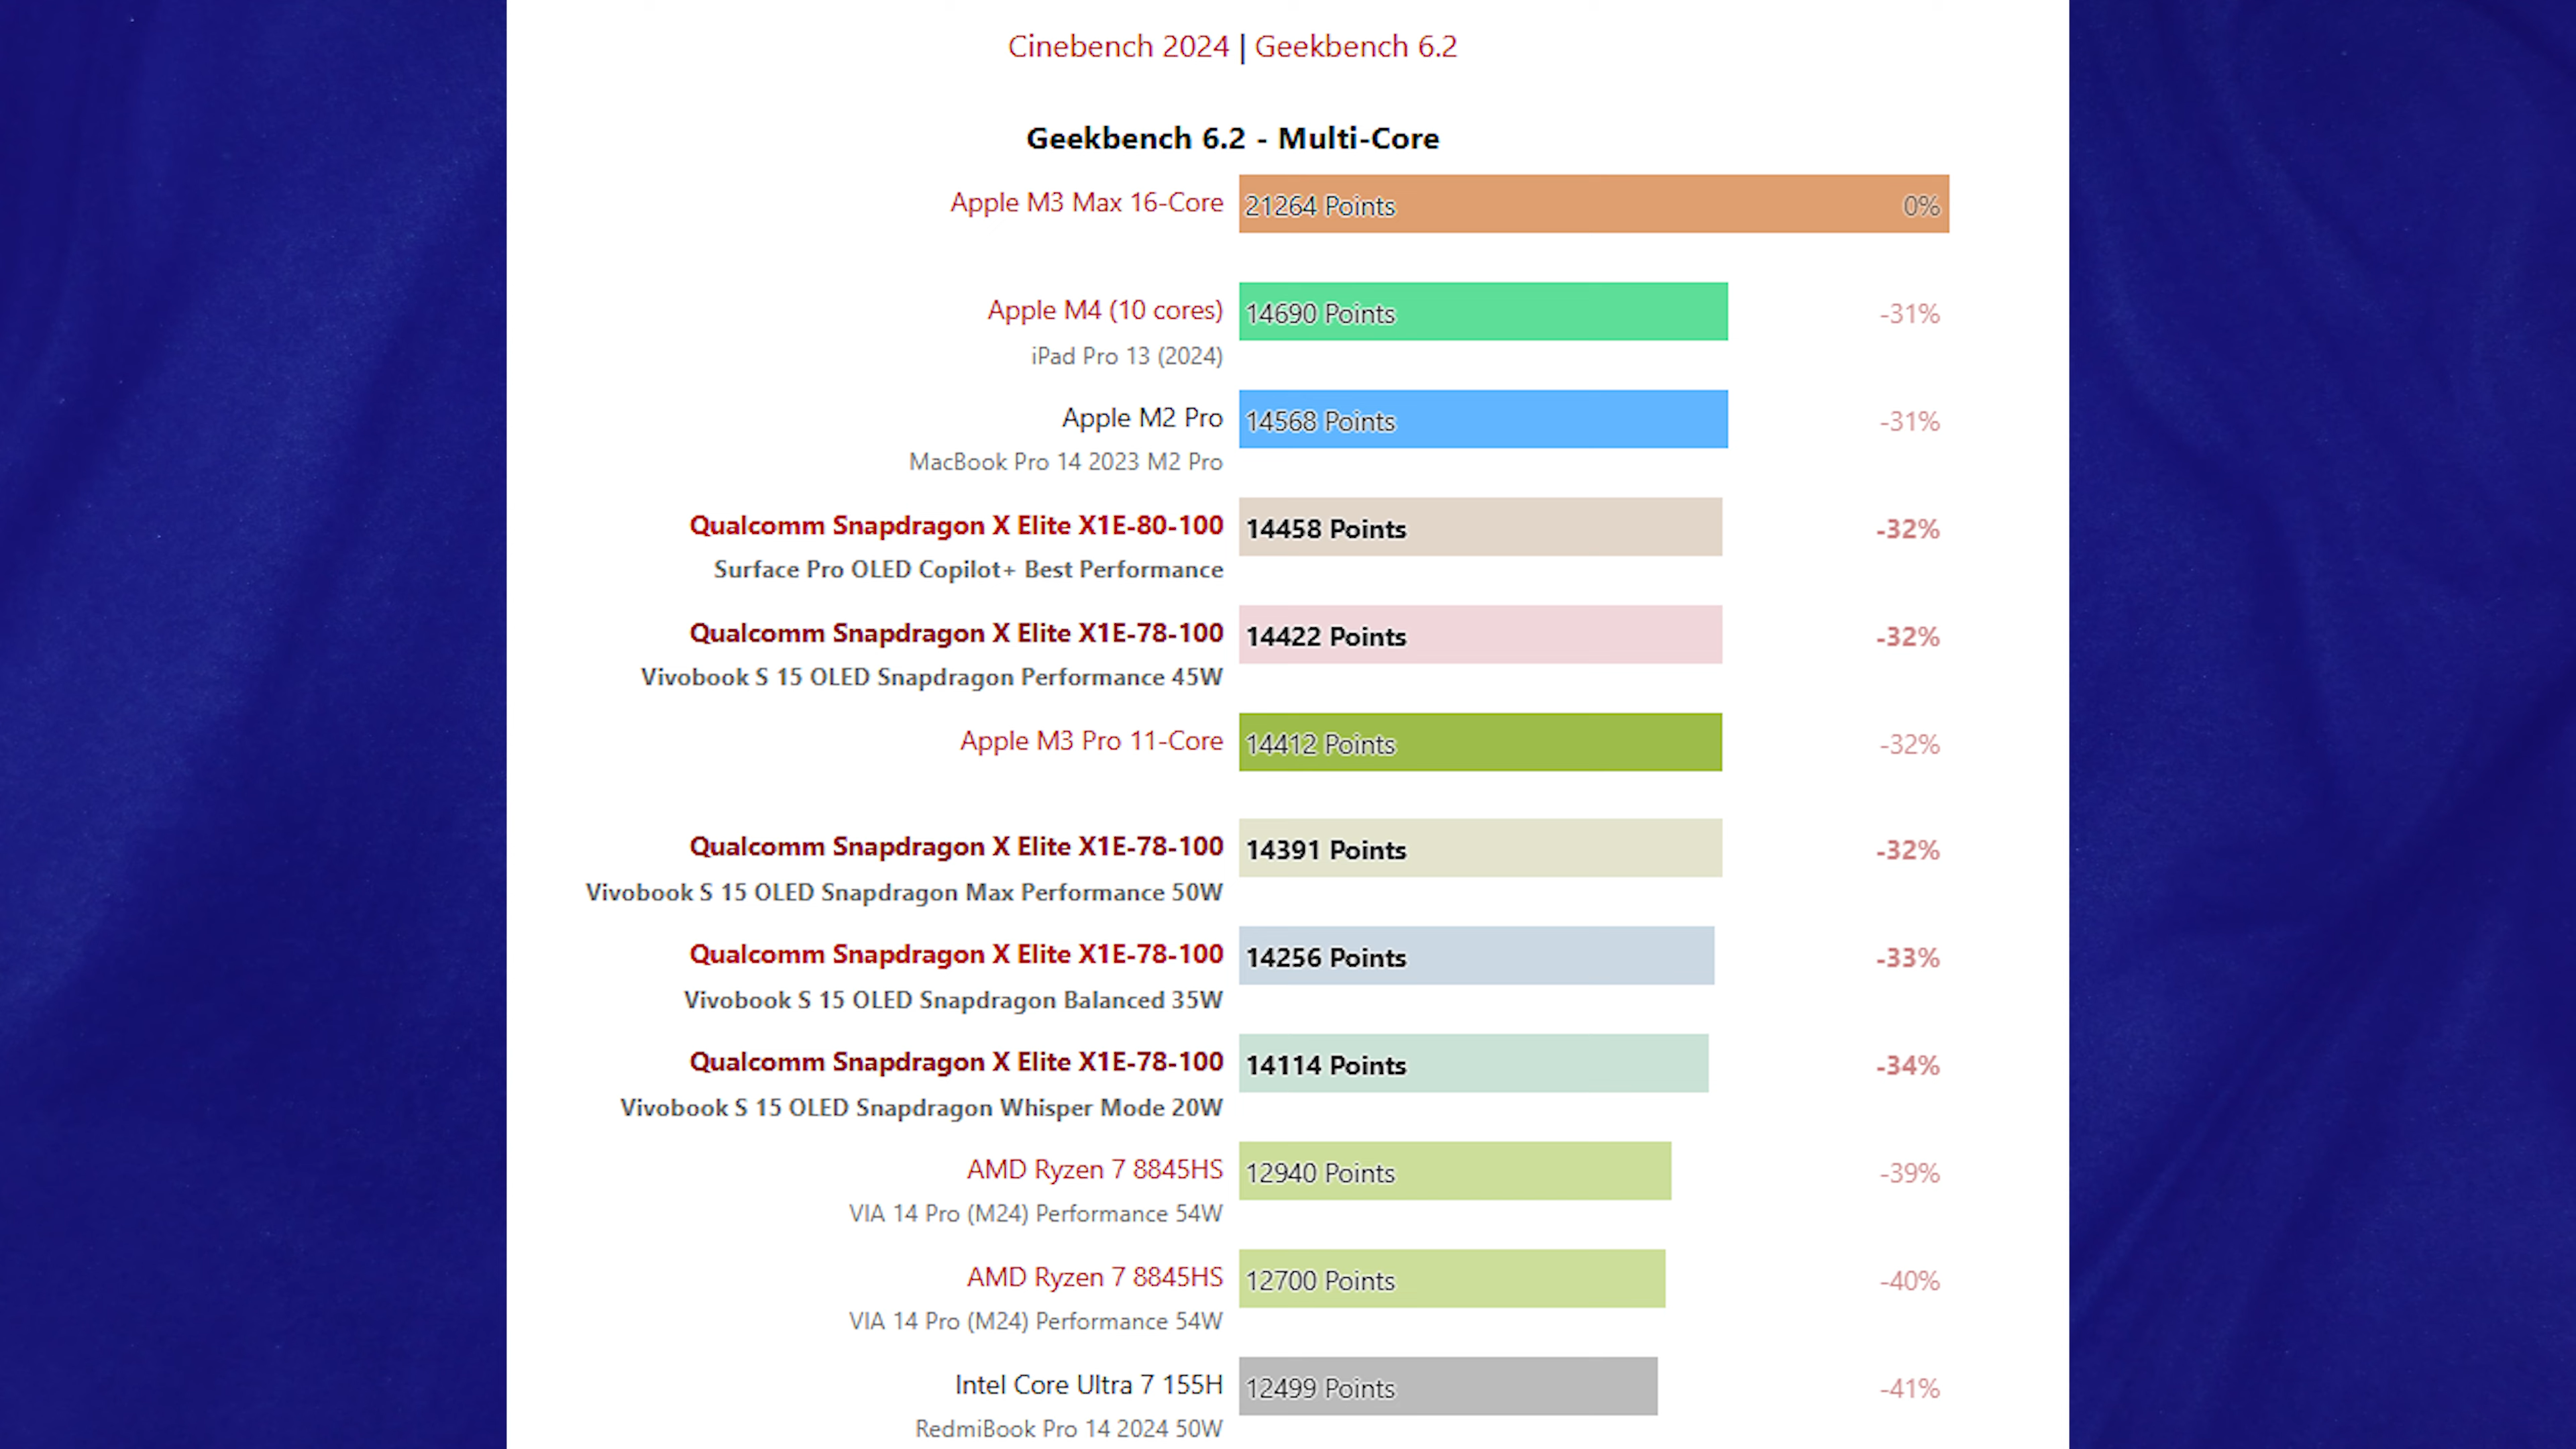 Cinebench 2024 | Geekbench 6.2
Geekbench 6.2 - Multi-Core
Apple M3 Max 16-Core 21264 Points 0%
Apple M4 (10 cores) 14690 Points -31%
iPad Pro 13 (2024)
Apple M2 Pro 14568 Points -31%
MacBook Pro 14 2023 M2 Pro
Qualcomm Snapdragon X Elite X1E-80-100 14458 Points -32%
Surface Pro OLED Copilot+ Best Performance
Qualcomm Snapdragon X Elite X1E-78-100 14422 Points -32%
Vivobook S 15 OLED Snapdragon Performance 45W
Apple M3 Pro 11-Core 14412 Points -32%
Qualcomm Snapdragon X Elite X1E-78-100 14391 Points -32%
Vivobook S 15 OLED Snapdragon Max Performance 50W
Qualcomm Snapdragon X Elite X1E-78-100 14256 Points -33%
Vivobook S 15 OLED Snapdragon Balanced 35W
Qualcomm Snapdragon X Elite X1E-78-100 14114 Points -34%
Vivobook S 15 OLED Snapdragon Whisper Mode 20W
AMD Ryzen 7 8845HS 12940 Points -39%
VIA 14 Pro (M24) Performance 54W
AMD Ryzen 7 8845HS 12700 Points -40%
VIA 14 Pro (M24) Performance 54W
Intel Core Ultra 7 155H 12499 Points -41%
RedmiBook Pro 14 2024 50W